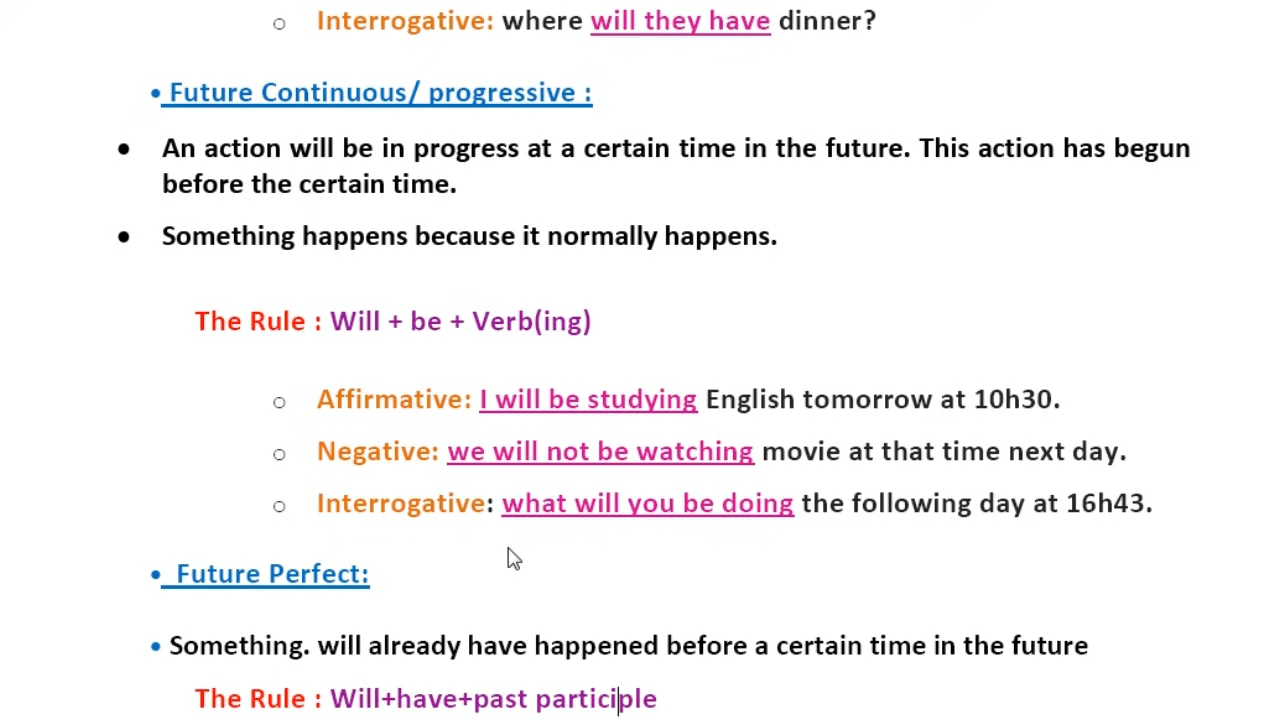 ○ Interrogative: where will they have dinner?
• Future Continuous/ progressive :
● An action will be in progress at a certain time in the future. This action has begun
before the certain time.
● Something happens because it normally happens.
The Rule : Will + be + Verb(ing)
○ Affirmative: I will be studying English tomorrow at 10h30.
○ Negative: we will not be watching movie at that time next day.
○ Interrogative: what will you be doing the following day at 16h43.
• Future Perfect:
• Something. will already have happened before a certain time in the future
The Rule : Will+have+past participle